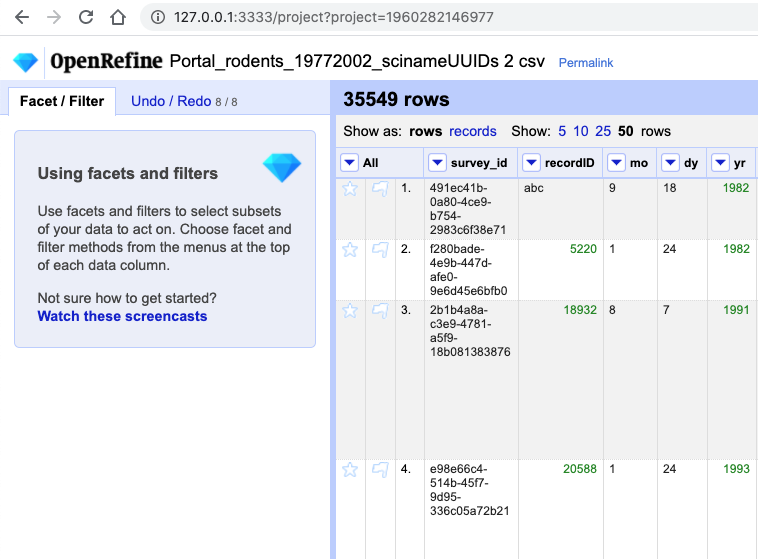 127.0.0.1:3333/project?project=1960282146977
OpenRefine Portal_rodents_19772002_scinameUUIDs 2 csv Permalink
Facet / Filter Undo / Redo 8 / 8
35549 rows
Show as: rows records Show: 5 10 25 50 rows
Using facets and filters
Use facets and filters to select subsets
of your data to act on. Choose facet and
filter methods from the menus at the top
of each data column.
Not sure how to get started?
Watch these screencasts
All survey_id recordID mo dy yr
1. 491ec41b- abc 9 18 1982
0a80-4ce9-
b754-
2983c6f38e71
2. f280bade- 5220 1 24 1982
4e9b-447d-
afe0-
9e6d45e6bfb0
3. 2b1b4a8a- 18932 8 7 1991
c3e9-4781-
a5f9-
18b081383876
4. e98e66c4- 20588 1 24 1993
514b-45f7-
9d95-
336c05a72b21